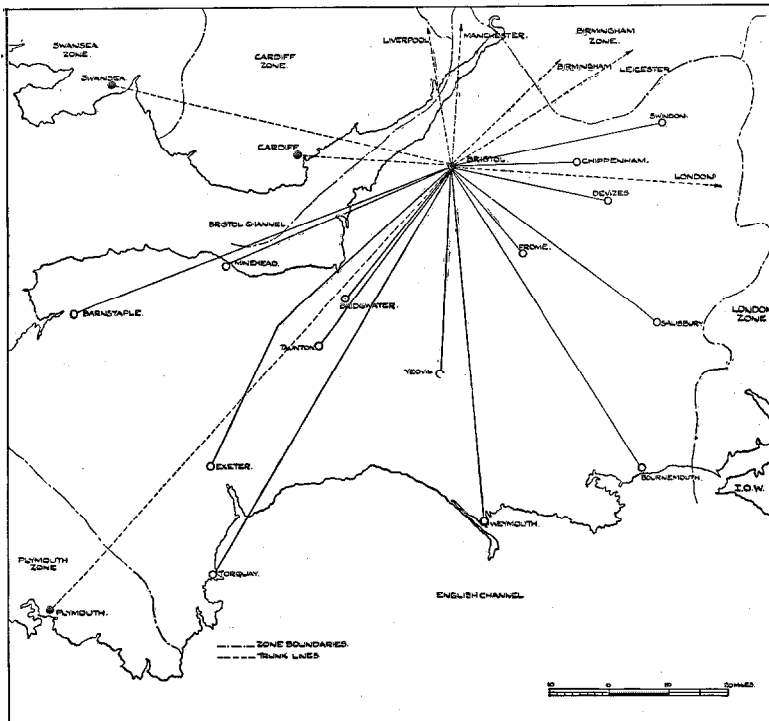 SWANSEA
ZONE.
CARDIFF
ZONE.
LIVERPOOL
MANCHESTER.
BIRMINGHAM
ZONE.
BIRMINGHAM
LEICESTER
SWANSEA.
SWINDON.
CARDIFF
BRISTOL.
CHIPPENHAM.
LONDON
DEVIZES
BRISTOL CHANNEL
FROME.
MINEHEAD.
BRIDGWATER.
BARNSTAPLE.
LONDON
ZONE
SALISBURY
TAUNTON
YEOVIL
EXETER.
BOURNEMOUTH.
I.O.W.
WEYMOUTH.
PLYMOUTH
ZONE
TORQUAY.
ENGLISH CHANNEL
PLYMOUTH.
ZONE BOUNDARIES.
TRUNK LINES
10 0 10 20 MILES.